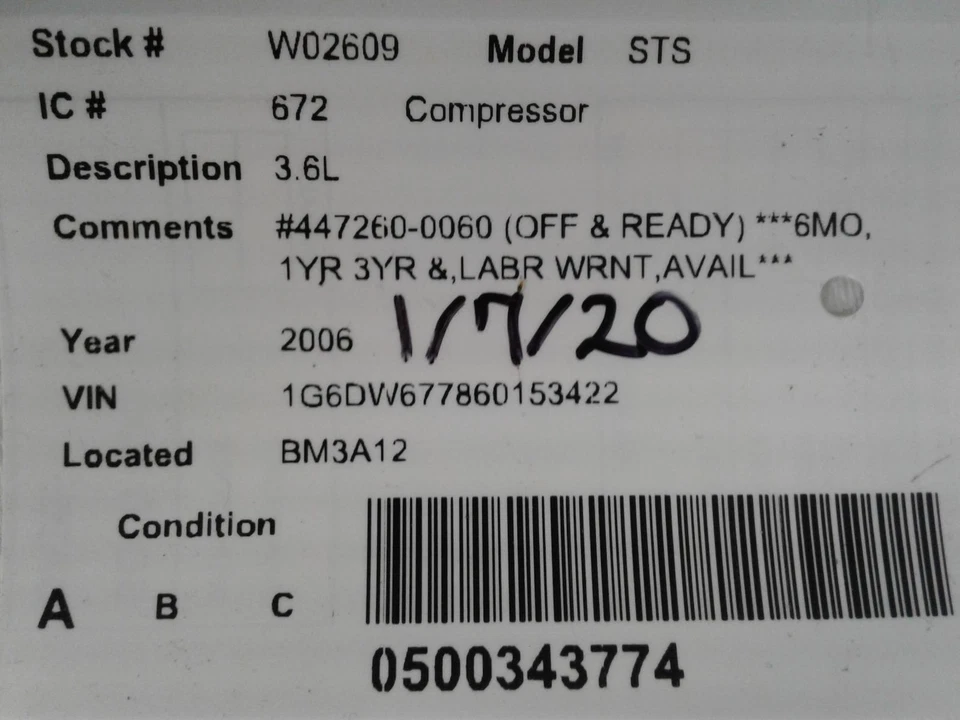 Stock # W02609 Model STS
IC # 672 Compressor
Description 3.6L
Comments #447260-0060 (OFF & READY) ***6MO,
1YR 3YR &,LABR WRNT,AVAIL***
1/7/20
Year 2006
VIN 1G6DW677860153422
Located BM3A12
Condition
A B C
0500343774